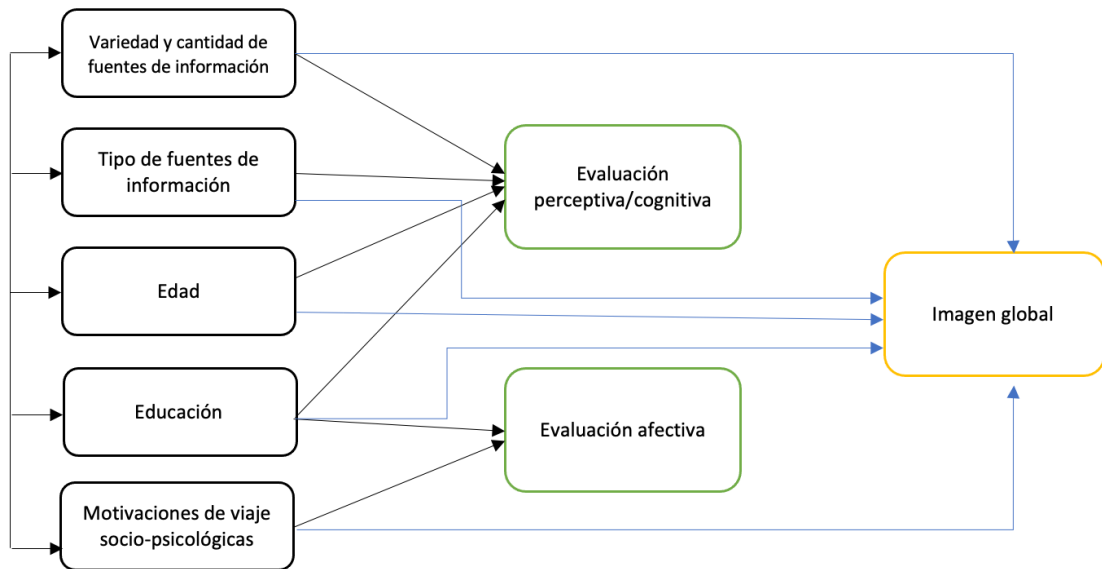 Variedad y cantidad de
fuentes de información
Tipo de fuentes de
información
Evaluación
perceptiva/cognitiva
Edad
Imagen global
Educación
Evaluación afectiva
Motivaciones de viaje
socio-psicológicas